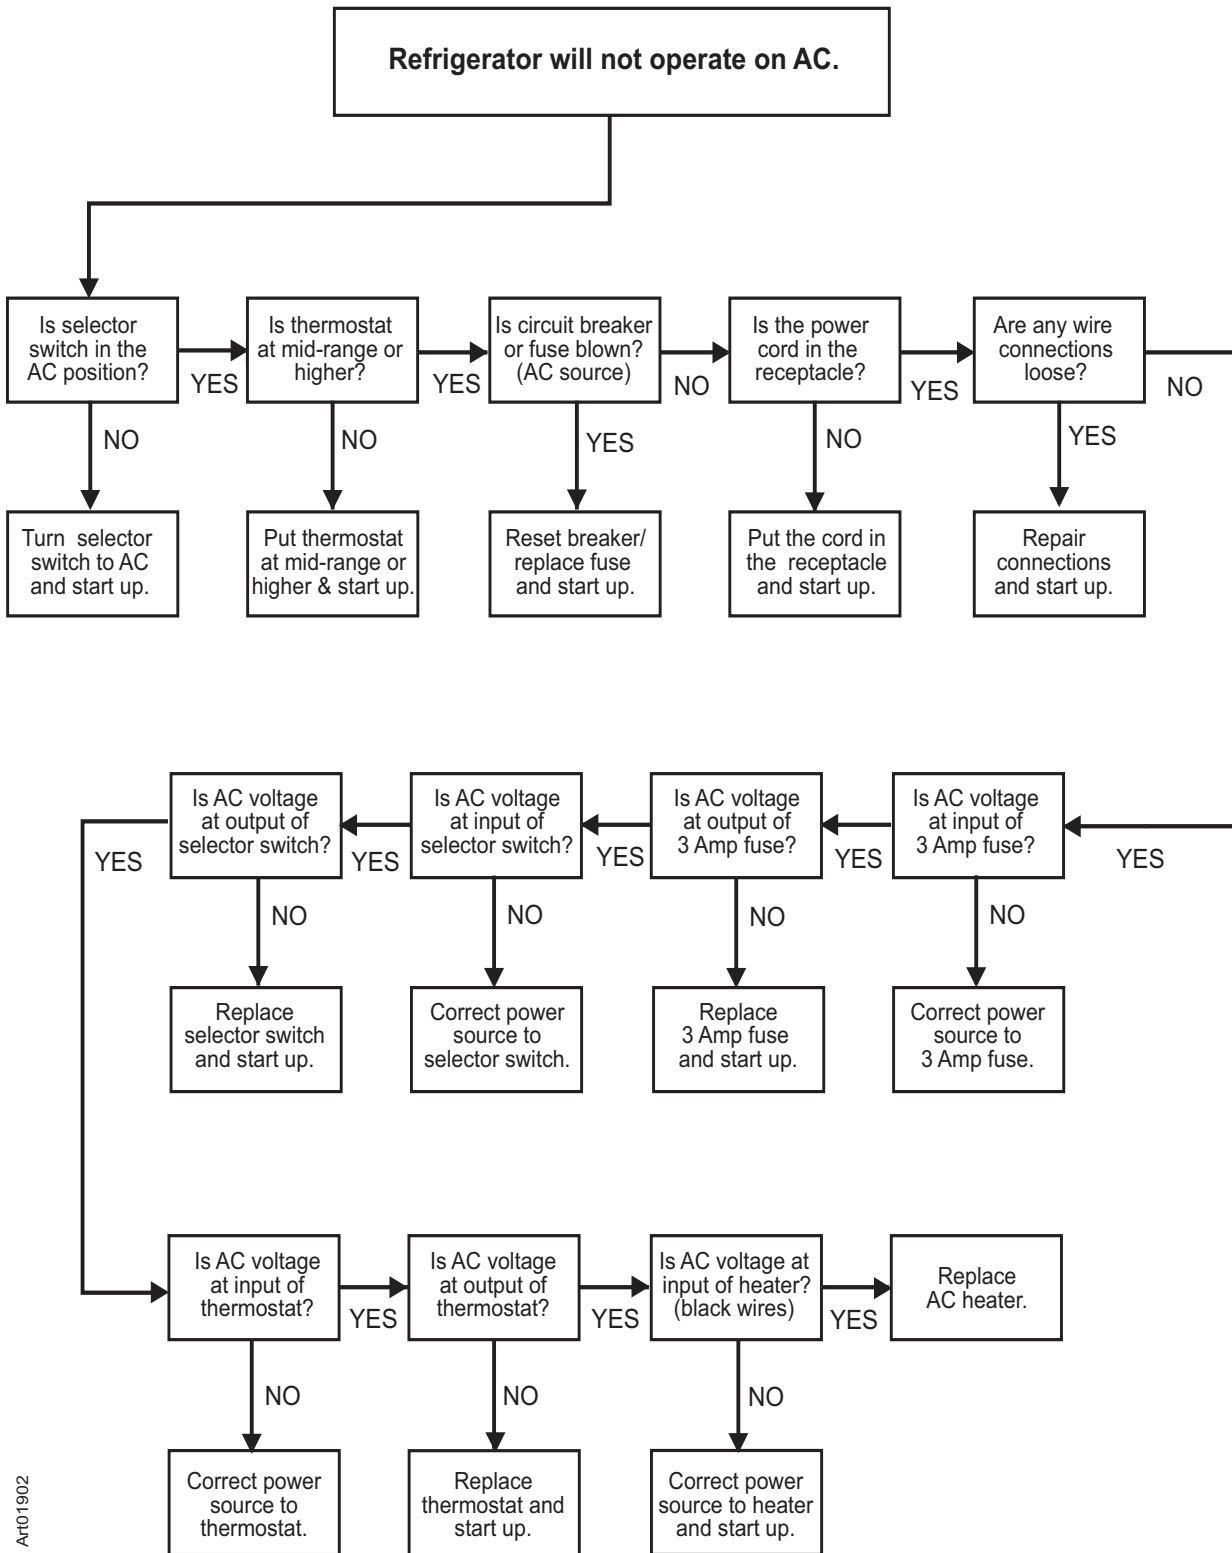 Refrigerator will not operate on AC.
Is selector
switch in the
AC position?
YES
Is thermostat
at mid-range or
higher?
YES
Is circuit breaker
or fuse blown?
(AC source)
NO
Is the power
cord in the
receptacle?
YES
Are any wire
connections
loose?
NO
NO
NO
YES
NO
YES
Turn selector
switch to AC
and start up.
Put thermostat
at mid-range or
higher & start up.
Reset breaker/
replace fuse
and start up.
Put the cord in
the receptacle
and start up.
Repair
connections
and start up.
YES
Is AC voltage
at output of
selector switch?
YES
Is AC voltage
at input of
selector switch?
YES
Is AC voltage
at output of
3 Amp fuse?
YES
Is AC voltage
at input of
3 Amp fuse?
YES
NO
NO
NO
NO
Replace
selector switch
and start up.
Correct power
source to
selector switch.
Replace
3 Amp fuse
and start up.
Correct power
source to
3 Amp fuse.
Is AC voltage
at input of
thermostat?
YES
Is AC voltage
at output of
thermostat?
YES
Is AC voltage at
input of heater?
(black wires)
YES
Replace
AC heater.
NO
NO
NO
Correct power
source to
thermostat.
Replace
thermostat and
start up.
Correct power
source to heater
and start up.
Art01902